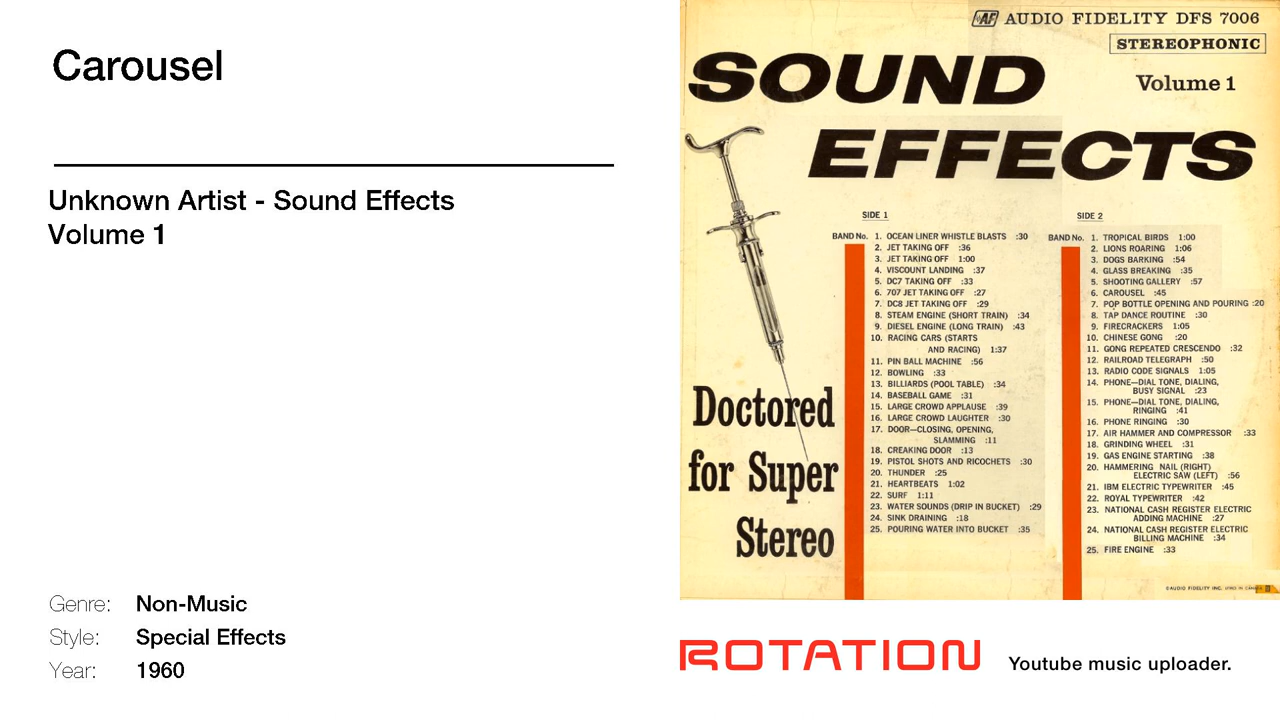 Carousel
Unknown Artist - Sound Effects
Volume 1
Genre: Non-Music
Style: Special Effects
Year: 1960
AF AUDIO FIDELITY DFS 7006
STEREOPHONIC
SOUND
Volume 1
EFFECTS
Doctored
for Super
Stereo
SIDE 1
BAND No. 1. OCEAN LINER WHISTLE BLASTS :30
2. JET TAKING OFF :36
3. JET TAKING OFF 1:00
4. VISCOUNT LANDING :37
5. DC7 TAKING OFF :33
6. 707 JET TAKING OFF :27
7. DC8 JET TAKING OFF :29
8. STEAM ENGINE (SHORT TRAIN) :34
9. DIESEL ENGINE (LONG TRAIN) :43
10. RACING CARS (STARTS
AND RACING) 1:37
11. PIN BALL MACHINE :56
12. BOWLING :33
13. BILLIARDS (POOL TABLE) :34
14. BASEBALL GAME :31
15. LARGE CROWD APPLAUSE :39
16. LARGE CROWD LAUGHTER :30
17. DOOR—CLOSING, OPENING,
SLAMMING :11
18. CREAKING DOOR :13
19. PISTOL SHOTS AND RICOCHETS :30
20. THUNDER :25
21. HEARTBEATS 1:02
22. SURF 1:11
23. WATER SOUNDS (DRIP IN BUCKET) :29
24. SINK DRAINING :18
25. POURING WATER INTO BUCKET :35
SIDE 2
BAND No. 1. TROPICAL BIRDS 1:00
2. LIONS ROARING 1:06
3. DOGS BARKING :54
4. GLASS BREAKING :35
5. SHOOTING GALLERY :57
6. CAROUSEL :45
7. POP BOTTLE OPENING AND POURING :20
8. TAP DANCE ROUTINE :30
9. FIRECRACKERS 1:05
10. CHINESE GONG :20
11. GONG REPEATED CRESCENDO :32
12. RAILROAD TELEGRAPH :50
13. RADIO CODE SIGNALS 1:05
14. PHONE—DIAL TONE, DIALING,
BUSY SIGNAL :23
15. PHONE—DIAL TONE, DIALING,
RINGING :41
16. PHONE RINGING :30
17. AIR HAMMER AND COMPRESSOR :33
18. GRINDING WHEEL :31
19. GAS ENGINE STARTING :38
20. HAMMERING NAIL (RIGHT)
ELECTRIC SAW (LEFT) :56
21. IBM ELECTRIC TYPEWRITER :45
22. ROYAL TYPEWRITER :42
23. NATIONAL CASH REGISTER ELECTRIC
ADDING MACHINE :27
24. NATIONAL CASH REGISTER ELECTRIC
BILLING MACHINE :34
25. FIRE ENGINE :33
©AUDIO FIDELITY INC.
ROTATION Youtube music uploader.